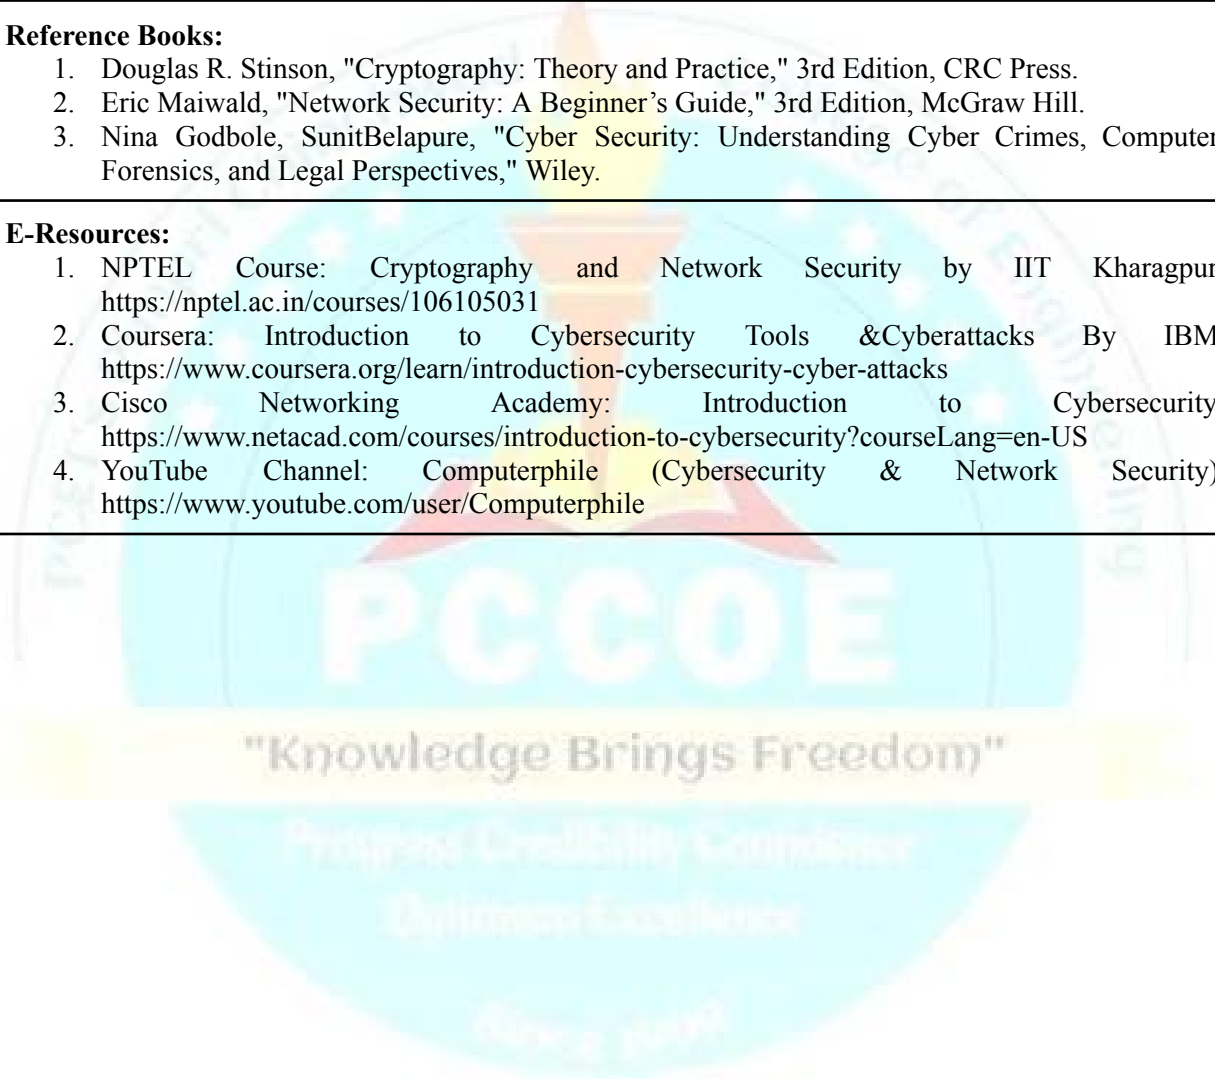 Reference Books:
1. Douglas R. Stinson, "Cryptography: Theory and Practice," 3rd Edition, CRC Press.
2. Eric Maiwald, "Network Security: A Beginner’s Guide," 3rd Edition, McGraw Hill.
3. Nina Godbole, SunitBelapure, "Cyber Security: Understanding Cyber Crimes, Computer
Forensics, and Legal Perspectives," Wiley.
E-Resources:
1. NPTEL Course: Cryptography and Network Security by IIT Kharagpur
https://nptel.ac.in/courses/106105031
2. Coursera: Introduction to Cybersecurity Tools &Cyberattacks By IBM
https://www.coursera.org/learn/introduction-cybersecurity-cyber-attacks
3. Cisco Networking Academy: Introduction to Cybersecurity
https://www.netacad.com/courses/introduction-to-cybersecurity?courseLang=en-US
4. YouTube Channel: Computerphile (Cybersecurity & Network Security)
https://www.youtube.com/user/Computerphile
PCCOE
"Knowledge Brings Freedom"
Progress Credibility Confidence
Optimism Excellence